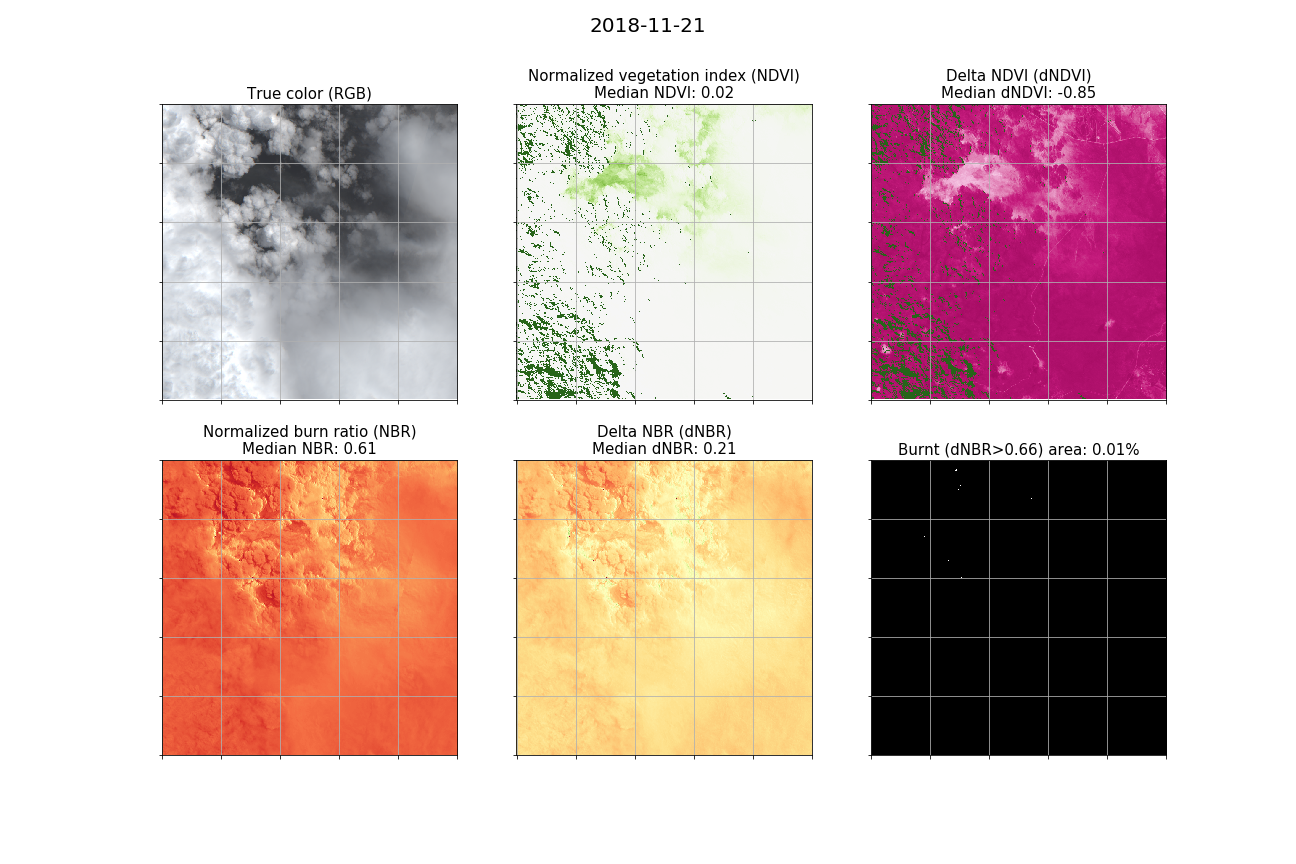 2018-11-21
True color (RGB)
Normalized vegetation index (NDVI)
Median NDVI: 0.02
Delta NDVI (dNDVI)
Median dNDVI: -0.85
Normalized burn ratio (NBR)
Median NBR: 0.61
Delta NBR (dNBR)
Median dNBR: 0.21
Burnt (dNBR>0.66) area: 0.01%